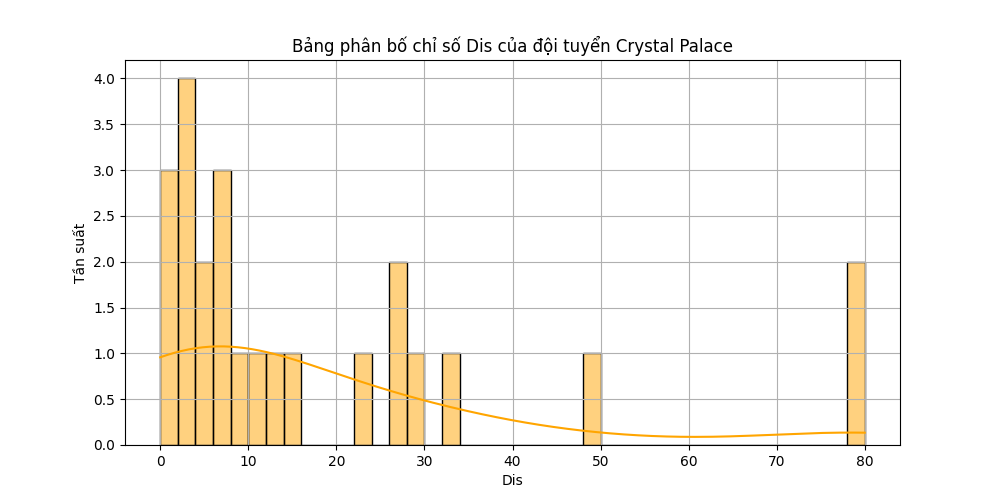 Bảng phân bố chỉ số Dis của đội tuyển Crystal Palace
Tần suất
4.0
3.5
3.0
2.5
2.0
1.5
1.0
0.5
0.0
0 10 20 30 40 50 60 70 80
Dis